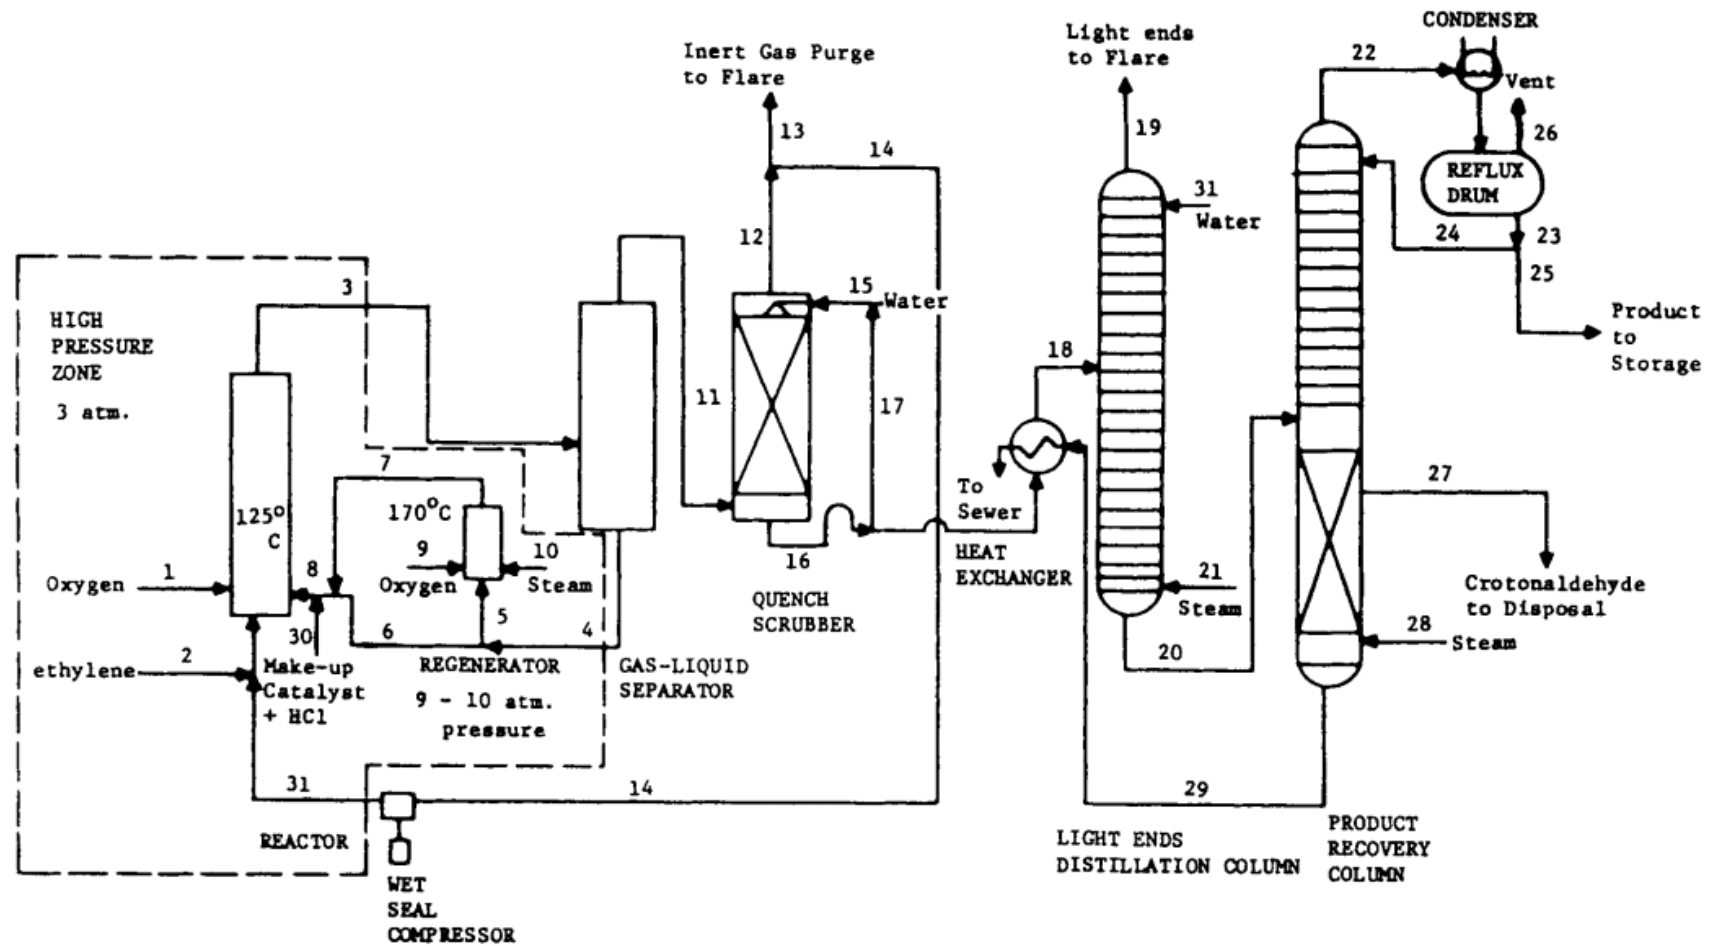 CONDENSER
Light ends
to Flare
22
Inert Gas Purge
to Flare
Vent
13
19
26
14
REFLUX
DRUM
31
Water
12
24
23
25
3
15
Water
HIGH
PRESSURE
ZONE
3 atm.
Product
to
Storage
18
11
17
7
27
To
Sewer
125°
C
170°C
9
10
Oxygen
Steam
16
HEAT
EXCHANGER
Oxygen
1
8
21
Steam
Crotonaldehyde
to Disposal
QUENCH
SCRUBBER
5
30
6
4
28
Steam
20
ethylene
2
Make-up
Catalyst
+ HCl
REGENERATOR
9 - 10 atm.
pressure
GAS-LIQUID
SEPARATOR
31
14
29
REACTOR
LIGHT ENDS
DISTILLATION COLUMN
PRODUCT
RECOVERY
COLUMN
WET
SEAL
COMPRESSOR